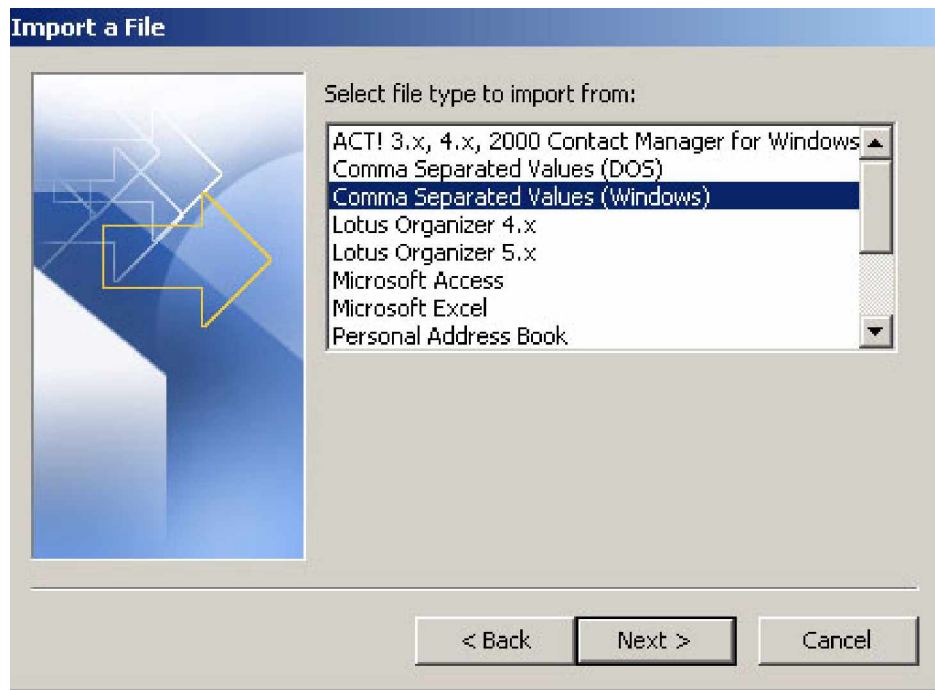 Import a File
Select file type to import from:
ACT! 3.x, 4.x, 2000 Contact Manager for Windows
Comma Separated Values (DOS)
Comma Separated Values (Windows)
Lotus Organizer 4.x
Lotus Organizer 5.x
Microsoft Access
Microsoft Excel
Personal Address Book
< Back Next > Cancel